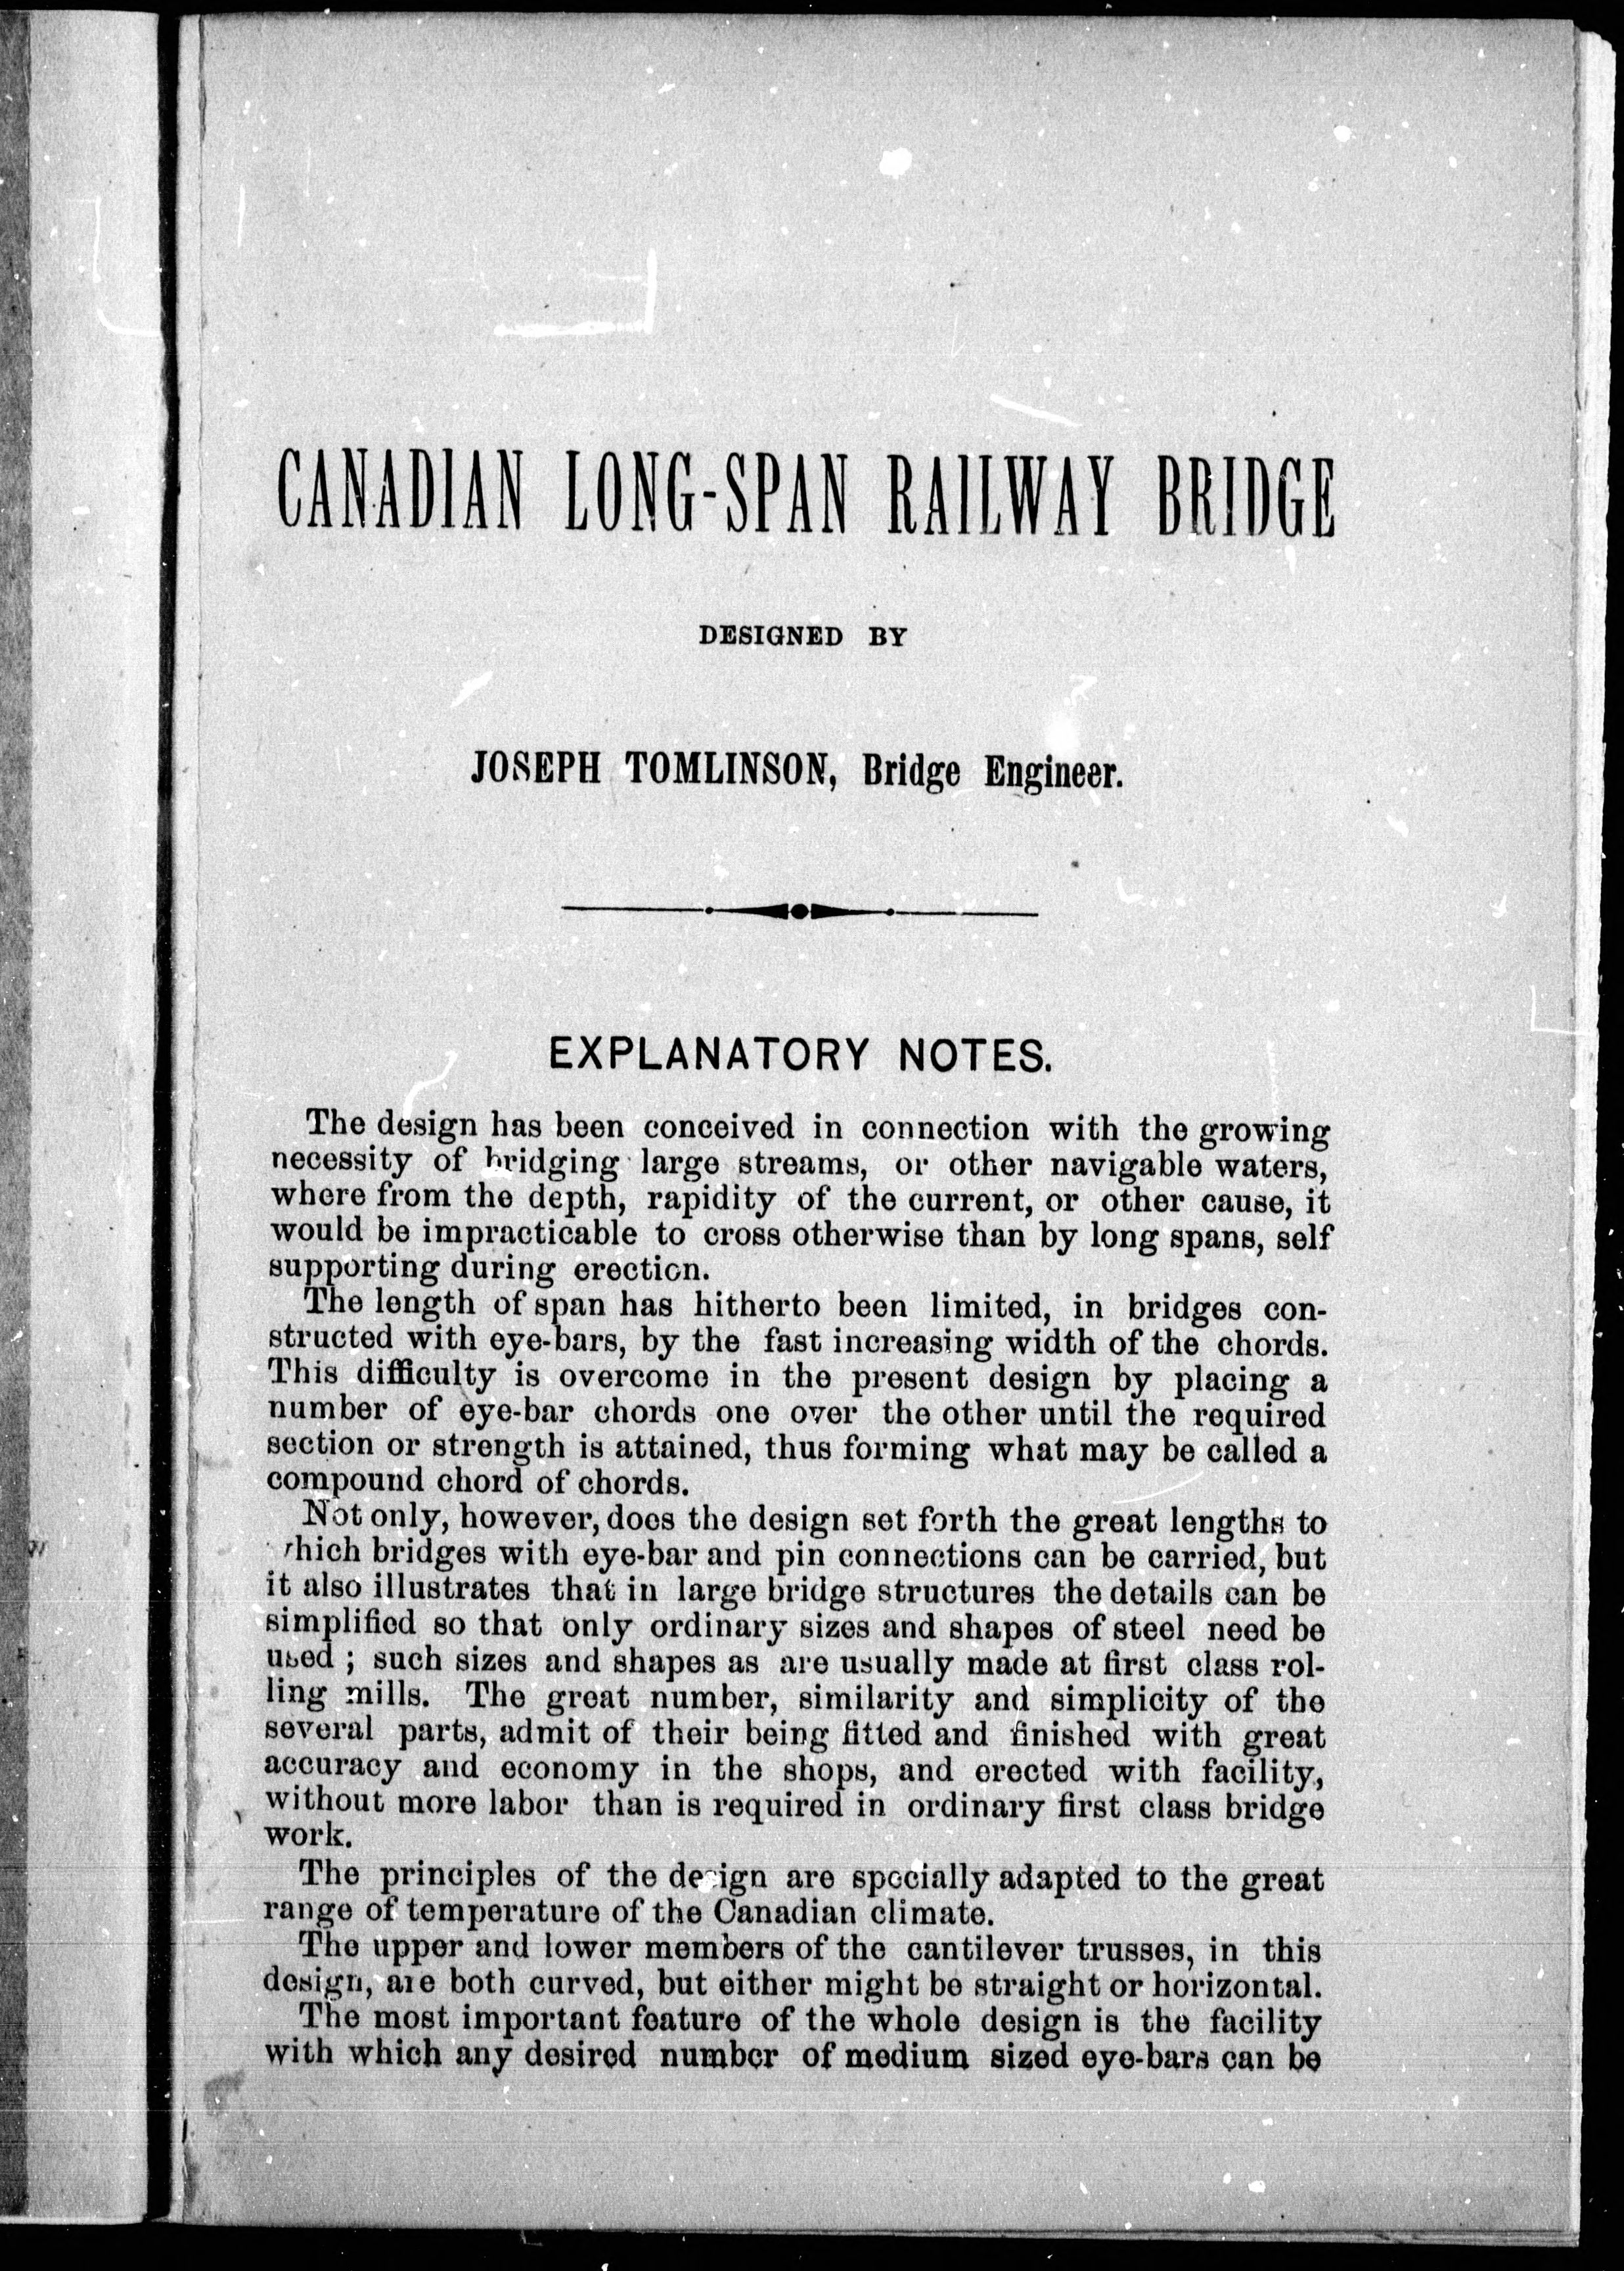 CANADIAN LONG-SPAN RAILWAY BRIDGE
DESIGNED BY
JOSEPH TOMLINSON, Bridge Engineer.
EXPLANATORY NOTES.
The design has been conceived in connection with the growing
necessity of bridging large streams, or other navigable waters,
where from the depth, rapidity of the current, or other cause, it
would be impracticable to cross otherwise than by long spans, self
supporting during erection.
The length of span has hitherto been limited, in bridges con-
structed with eye-bars, by the fast increasing width of the chords.
This difficulty is overcome in the present design by placing a
number of eye-bar chords one over the other until the required
section or strength is attained, thus forming what may be called a
compound chord of chords.
Not only, however, does the design set forth the great lengths to
which bridges with eye-bar and pin connections can be carried, but
it also illustrates that in large bridge structures the details can be
simplified so that only ordinary sizes and shapes of steel need be
used ; such sizes and shapes as are usually made at first class rol-
ling mills. The great number, similarity and simplicity of the
several parts, admit of their being fitted and finished with great
accuracy and economy in the shops, and erected with facility,
without more labor than is required in ordinary first class bridge
work.
The principles of the design are specially adapted to the great
range of temperature of the Canadian climate.
The upper and lower members of the cantilever trusses, in this
design, are both curved, but either might be straight or horizontal.
The most important feature of the whole design is the facility
with which any desired number of medium sized eye-bars can be